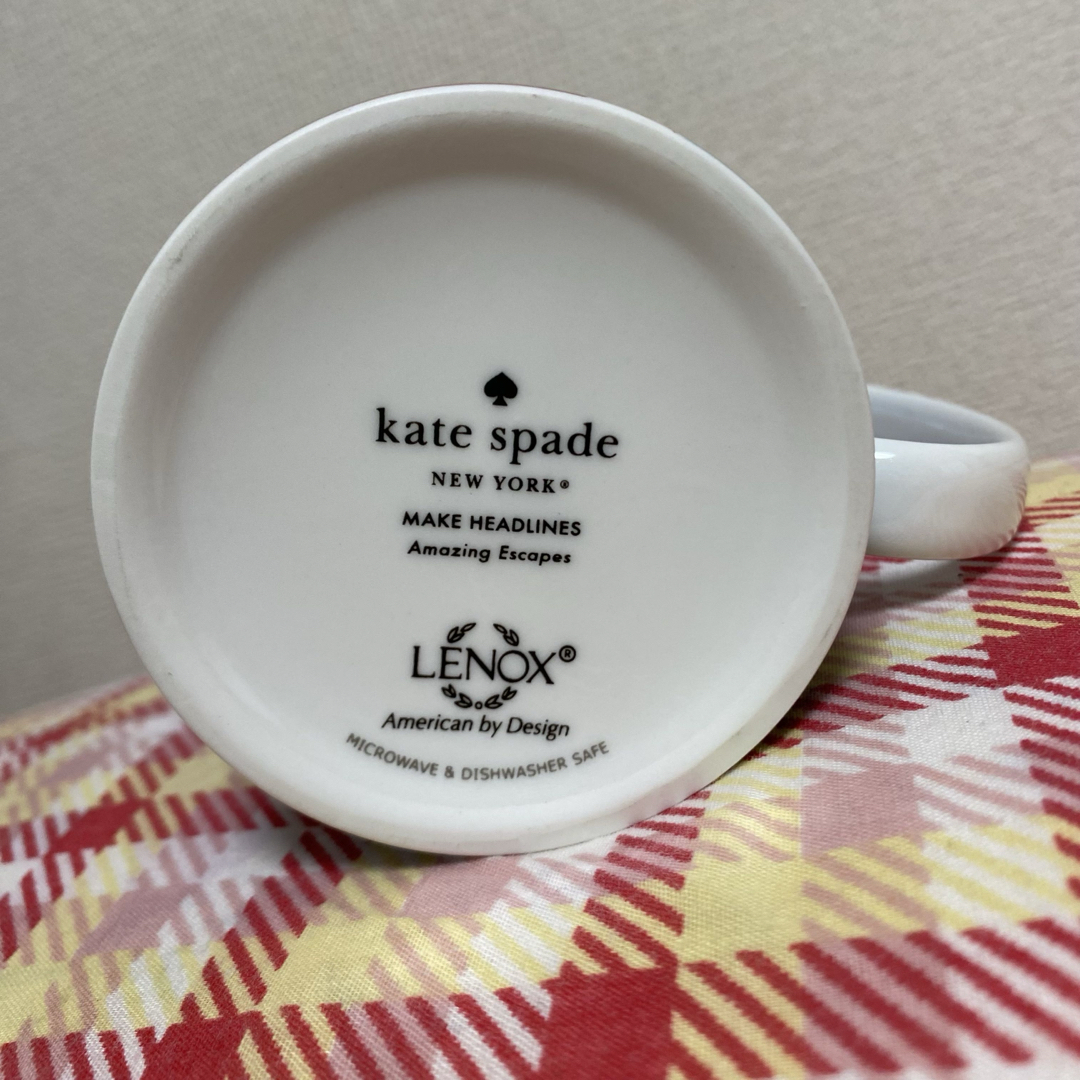 kate spade
NEW YORK®
MAKE HEADLINES
Amazing Escapes
LENOX®
American by Design
MICROWAVE & DISHWASHER SAFE